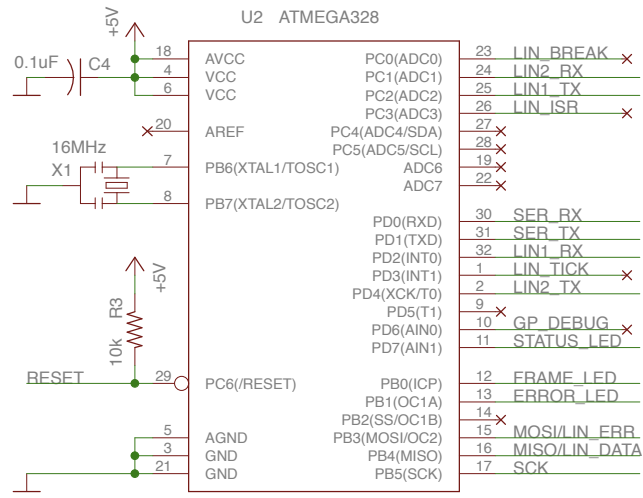 U2 ATMEGA328
+5V
0.1uF C4
18 AVCC
4 VCC
6 VCC
20 AREF
16MHz
X1
7 PB6(XTAL1/TOSC1)
8 PB7(XTAL2/TOSC2)
+5V
R3
10k
RESET 29 PC6(/RESET)
5 AGND
3 GND
21 GND
PC0(ADC0) 23 LIN_BREAK
PC1(ADC1) 24 LIN2_RX
PC2(ADC2) 25 LIN1_TX
PC3(ADC3) 26 LIN_ISR
PC4(ADC4/SDA) 27
PC5(ADC5/SCL) 28
ADC6 19
ADC7 22
PD0(RXD) 30 SER_RX
PD1(TXD) 31 SER_TX
PD2(INT0) 32 LIN1_RX
PD3(INT1) 1 LIN_TICK
PD4(XCK/T0) 2 LIN2_TX
PD5(T1) 9
PD6(AIN0) 10 GP_DEBUG
PD7(AIN1) 11 STATUS_LED
PB0(ICP) 12 FRAME_LED
PB1(OC1A) 13 ERROR_LED
PB2(SS/OC1B) 14
PB3(MOSI/OC2) 15 MOSI/LIN_ERR
PB4(MISO) 16 MISO/LIN_DATA
PB5(SCK) 17 SCK